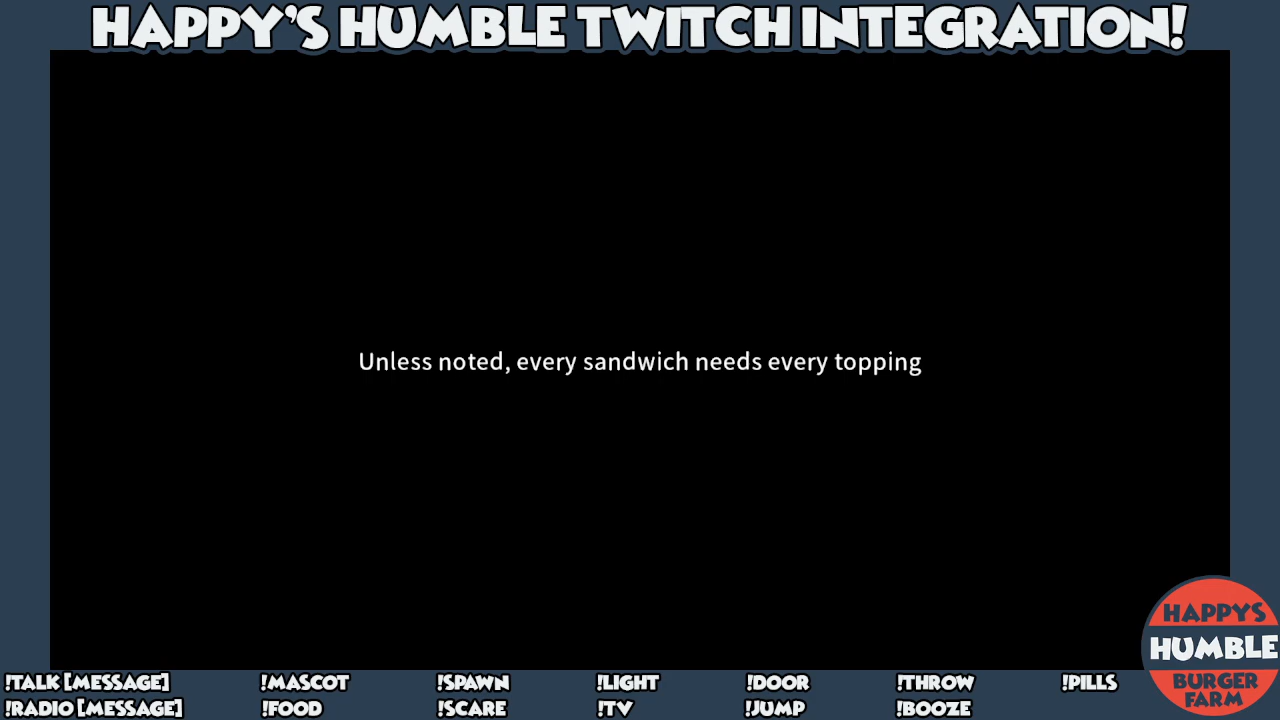 HAPPY'S HUMBLE TWITCH INTEGRATION!
Unless noted, every sandwich needs every topping
HAPPYS
HUMBLE
BURGER
FARM
!TALK [MESSAGE] !MASCOT !SPAWN !LIGHT !DOOR !THROW !PILLS
!RADIO [MESSAGE] !FOOD !SCARE !TV !JUMP !BOOZE